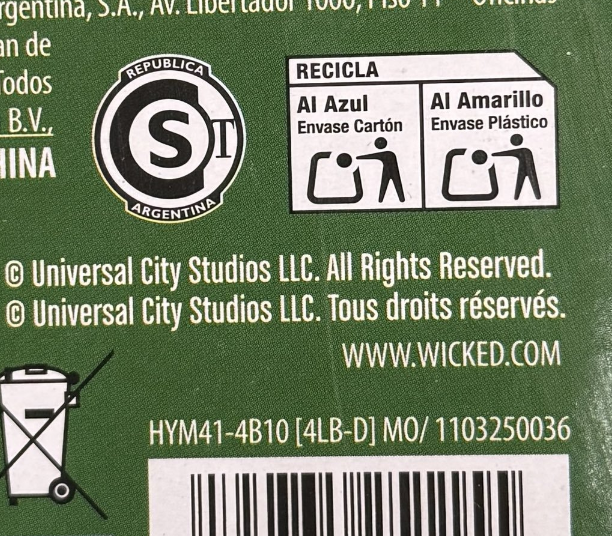 rgentina, S.A., Av. Libertador 1000, Piso 11 Oficinas
an de
Todos
B.V.,
HINA
REPUBLICA
CS T
ARGENTINA
RECICLA
Al Azul
Envase Cartón
Al Amarillo
Envase Plástico
© Universal City Studios LLC. All Rights Reserved.
© Universal City Studios LLC. Tous droits réservés.
WWW.WICKED.COM
HYM41-4B10 [4LB-D] MO/ 1103250036